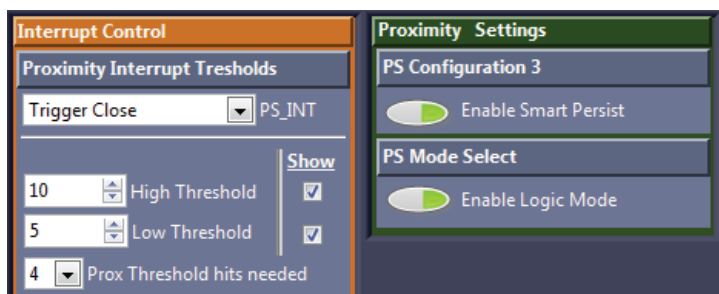 Interrupt Control
Proximity Interrupt Tresholds
Trigger Close PS_INT
Show
10 High Threshold
5 Low Threshold
4 Prox Threshold hits needed
Proximity Settings
PS Configuration 3
Enable Smart Persist
PS Mode Select
Enable Logic Mode